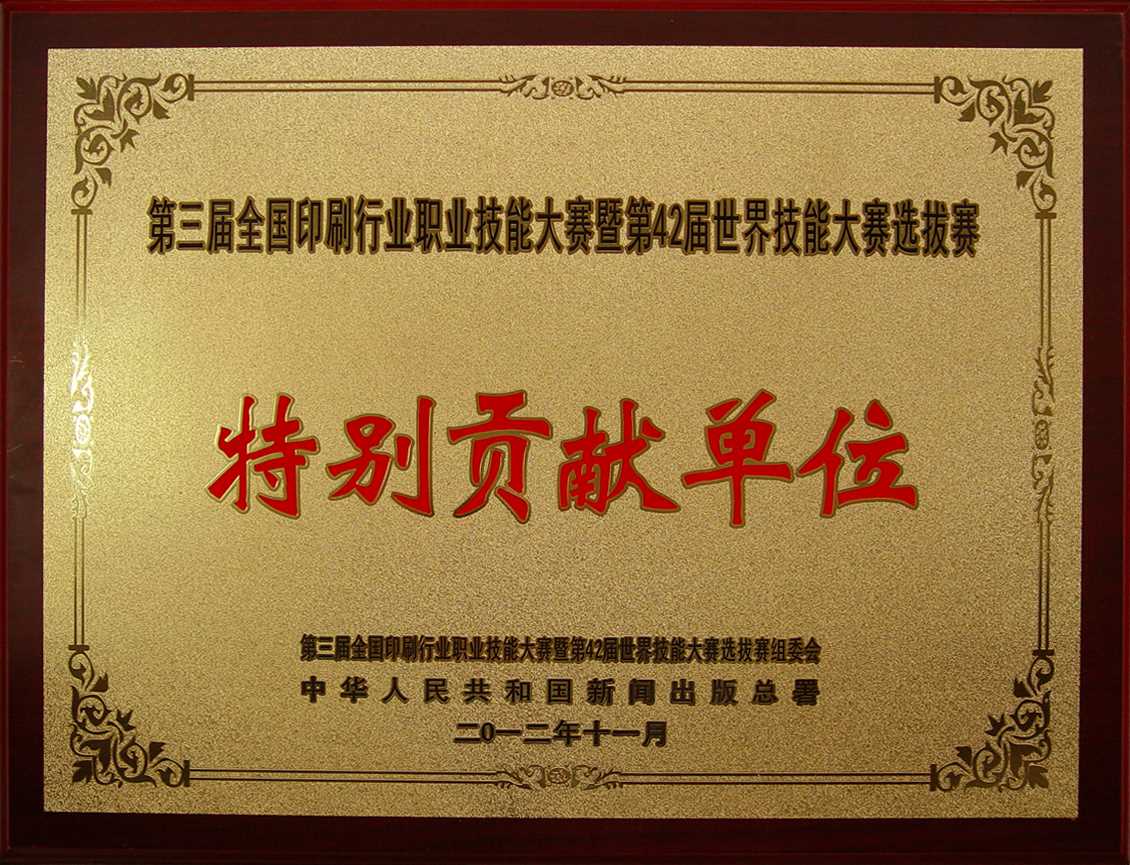 第三届全国印刷行业职业技能大赛暨第42届世界技能大赛选拔赛
特别贡献单位
第三届全国印刷行业职业技能大赛暨第42届世界技能大赛选拔赛组委会
中华人民共和国新闻出版总署
二0一二年十一月